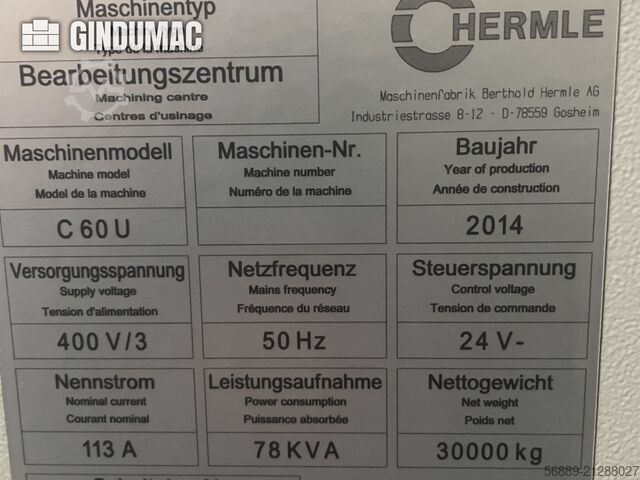 Maschinentyp
GINDUMAC
HERMLE
Maschinenfabrik Berthold Hermle AG
Industriestrasse 8-12 - D-78559 Gosheim
Bearbeitungszentrum
Machining centre
Centres d'usinage
Maschinenmodell
Machine model
Model de la machine
C 60 U
Maschinen-Nr.
Machine number
Numéro de la machine
Baujahr
Year of production
Année de construction
2014
Versorgungsspannung
Supply voltage
Tension d'alimentation
400 V/3
Netzfrequenz
Mains frequency
Fréquence du réseau
50 Hz
Steuerspannung
Control voltage
Tension de commande
24 V-
Nennstrom
Nominal current
Courant nominal
113 A
Leistungsaufnahme
Power consumption
Puissance absorbée
78 KVA
Nettogewicht
Net weight
Poids net
30000 kg
56889-21288027